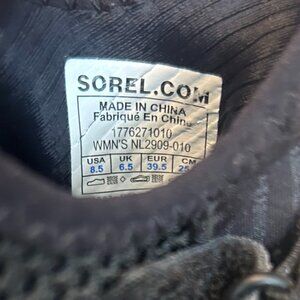 SOREL.COM
MADE IN CHINA
Fabriqué En Chine
1776271010
WMN'S NL2909-010
USA UK EUR CM
8.5 6.5 39.5